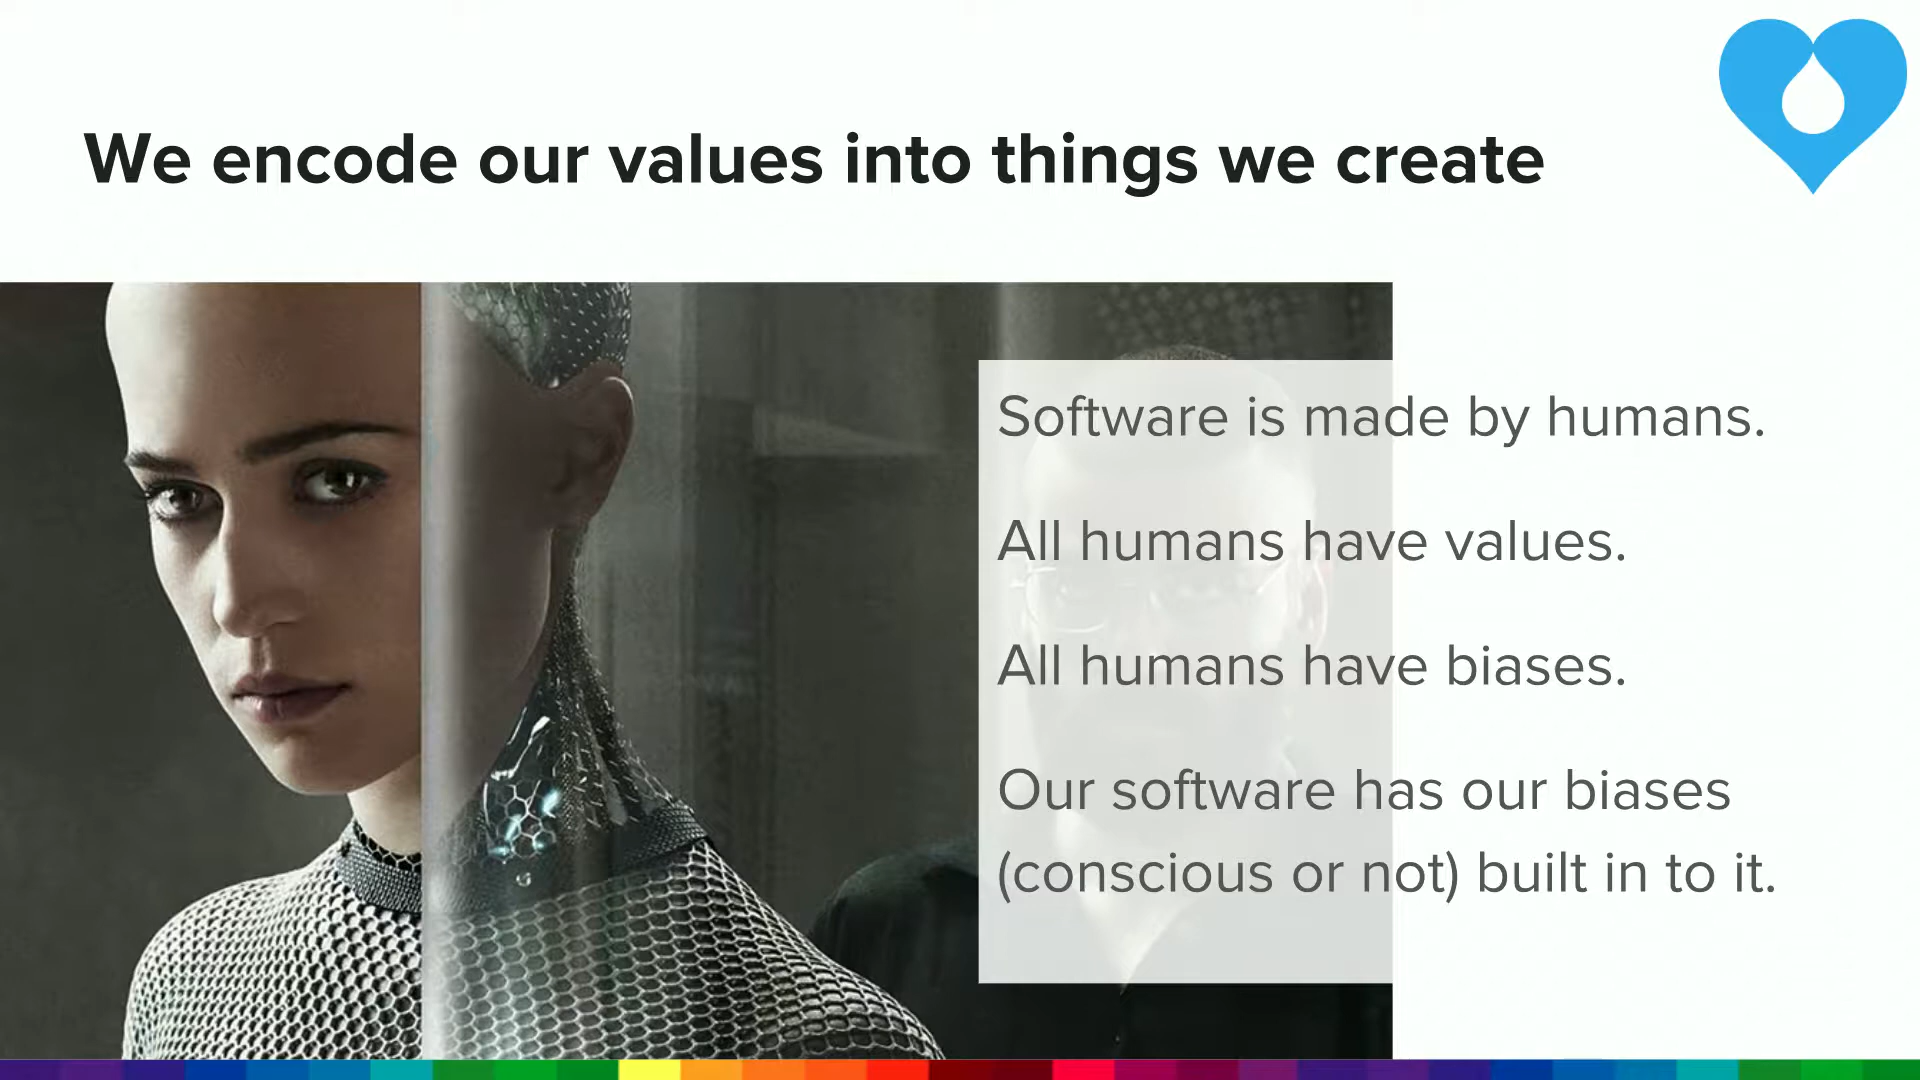 We encode our values into things we create
Software is made by humans.
All humans have values.
All humans have biases.
Our software has our biases
(conscious or not) built in to it.